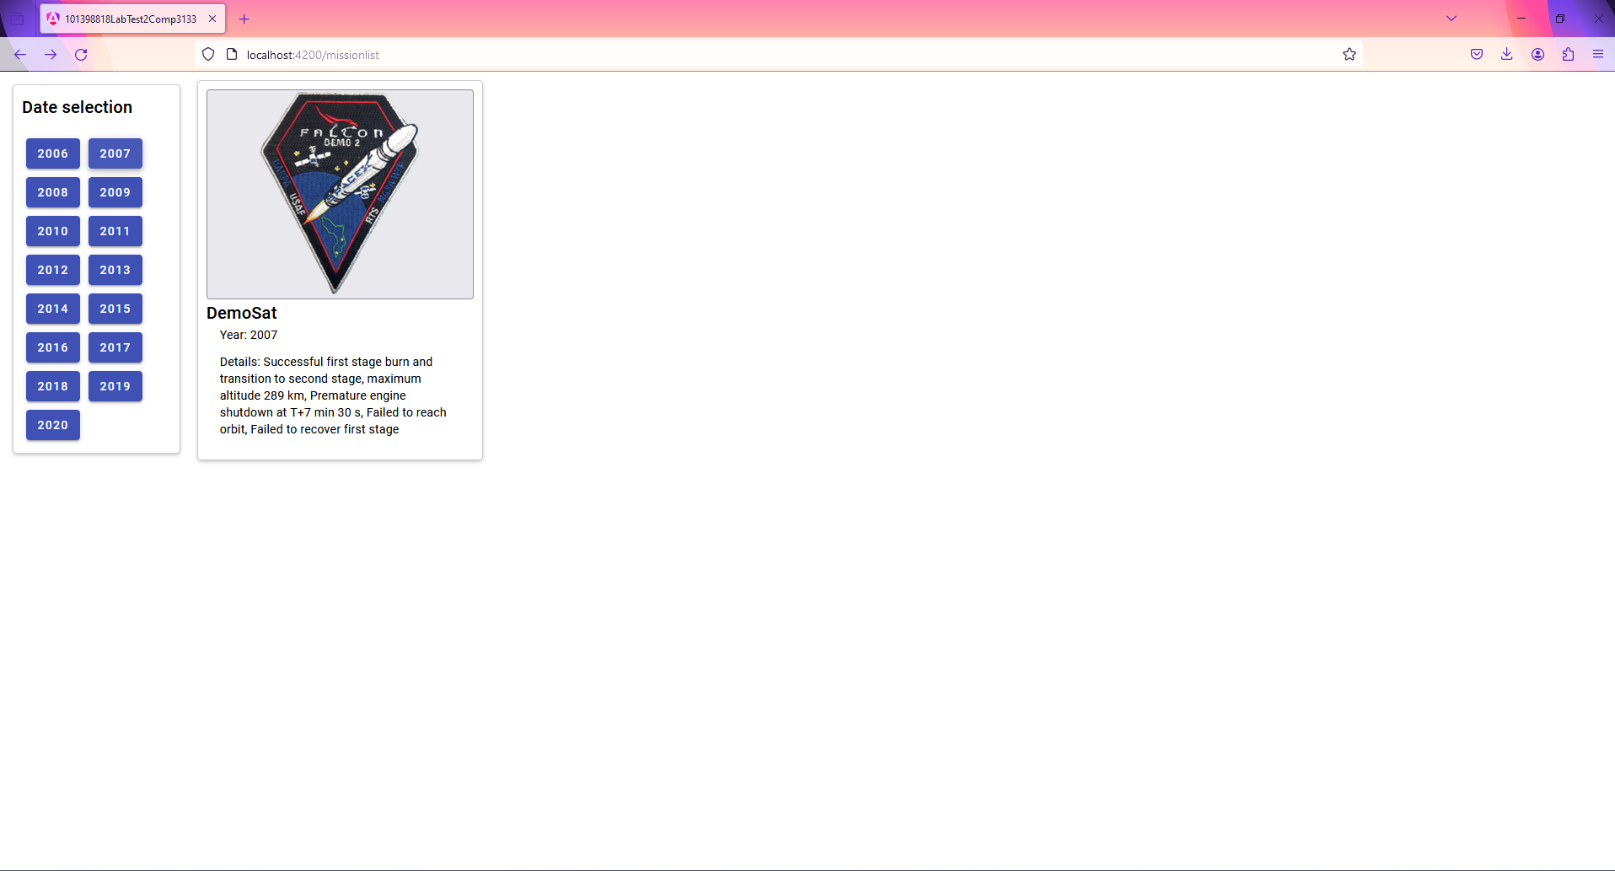 101398818LabTest2Comp3133
localhost:4200/missionlist
Date selection
2006 2007
2008 2009
2010 2011
2012 2013
2014 2015
2016 2017
2018 2019
2020
FALCON
DEMO 2
DARPA
USAF
SPACEX
RTS
DemoSat
Year: 2007
Details: Successful first stage burn and
transition to second stage, maximum
altitude 289 km, Premature engine
shutdown at T+7 min 30 s, Failed to reach
orbit, Failed to recover first stage